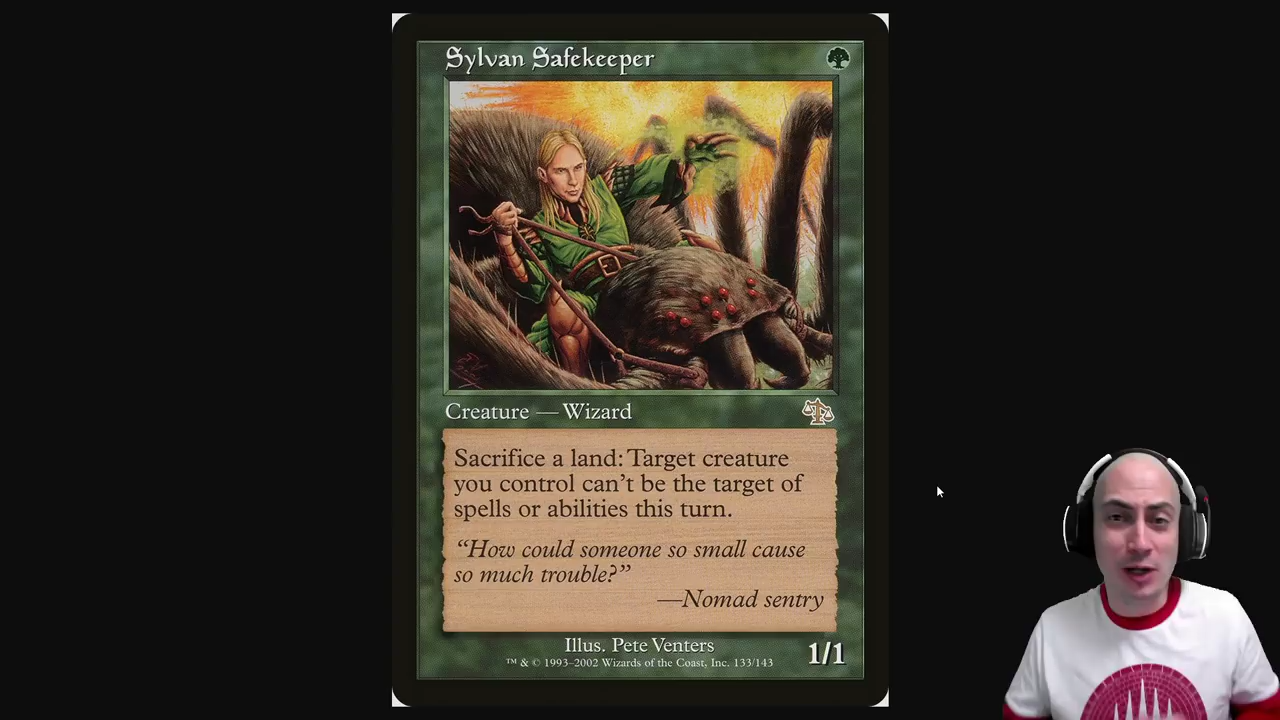 Sylvan Safekeeper
Creature — Wizard
Sacrifice a land: Target creature
you control can't be the target of
spells or abilities this turn.
“How could someone so small cause
so much trouble?”
—Nomad sentry
Illus. Pete Venters
™ & © 1993–2002 Wizards of the Coast, Inc. 133/143
1/1